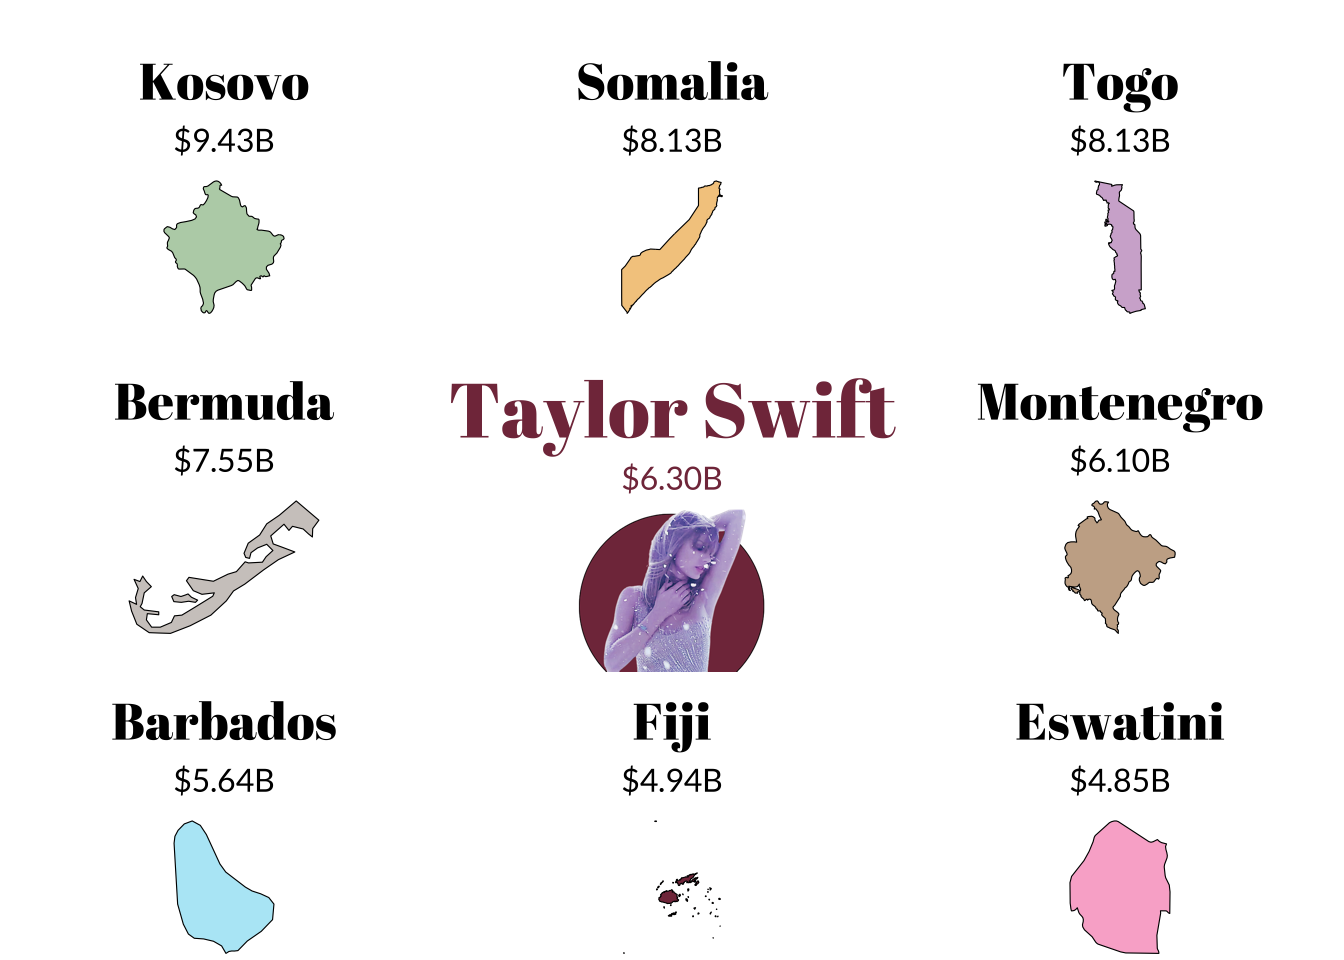 Kosovo
$9.43B
Somalia
$8.13B
Togo
$8.13B
Bermuda
$7.55B
Taylor Swift
$6.30B
Montenegro
$6.10B
Barbados
$5.64B
Fiji
$4.94B
Eswatini
$4.85B